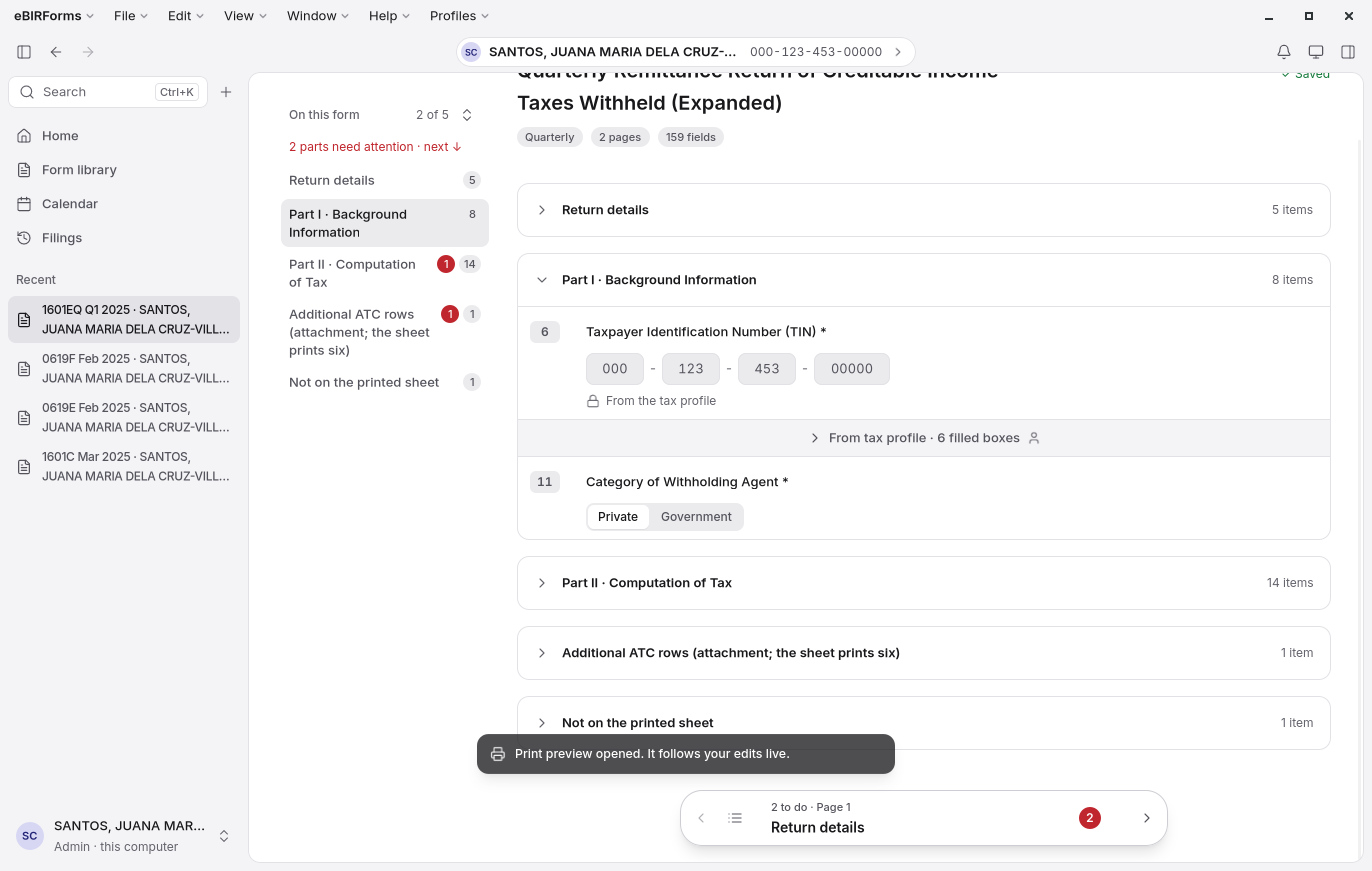 eBIRForms File Edit View Window Help Profiles
SC SANTOS, JUANA MARIA DELA CRUZ-... 000-123-453-00000
Search Ctrl+K
Home
Form library
Calendar
Filings
Recent
1601EQ Q1 2025 · SANTOS,
JUANA MARIA DELA CRUZ-VILL...
0619F Feb 2025 · SANTOS,
JUANA MARIA DELA CRUZ-VILL...
0619E Feb 2025 · SANTOS,
JUANA MARIA DELA CRUZ-VILL...
1601C Mar 2025 · SANTOS,
JUANA MARIA DELA CRUZ-VILL...
SC SANTOS, JUANA MAR...
Admin · this computer
On this form 2 of 5
2 parts need attention · next ↓
Return details 5
Part I · Background
Information 8
Part II · Computation
of Tax 1 14
Additional ATC rows
(attachment; the sheet
prints six) 1 1
Not on the printed sheet 1
Quarterly Remittance Return of Creditable Income
Taxes Withheld (Expanded)
Saved
Quarterly 2 pages 159 fields
Return details 5 items
Part I · Background Information 8 items
6 Taxpayer Identification Number (TIN) *
000 - 123 - 453 - 00000
From the tax profile
From tax profile · 6 filled boxes
11 Category of Withholding Agent *
Private Government
Part II · Computation of Tax 14 items
Additional ATC rows (attachment; the sheet prints six) 1 item
Not on the printed sheet 1 item
Print preview opened. It follows your edits live.
2 to do · Page 1
Return details 2